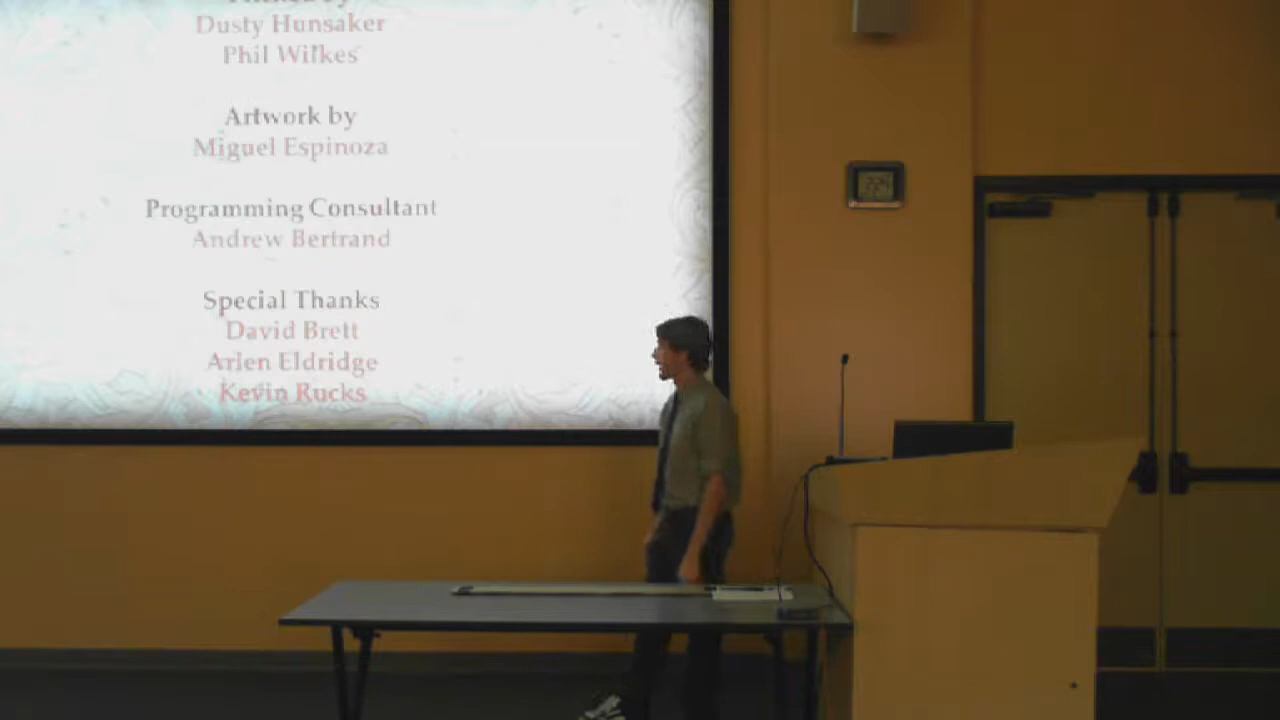 Dusty Hunsaker
Phil Wilkes
Artwork by
Miguel Espinoza
Programming Consultant
Andrew Bertrand
Special Thanks
David Brett
Arlen Eldridge
Kevin Rucks